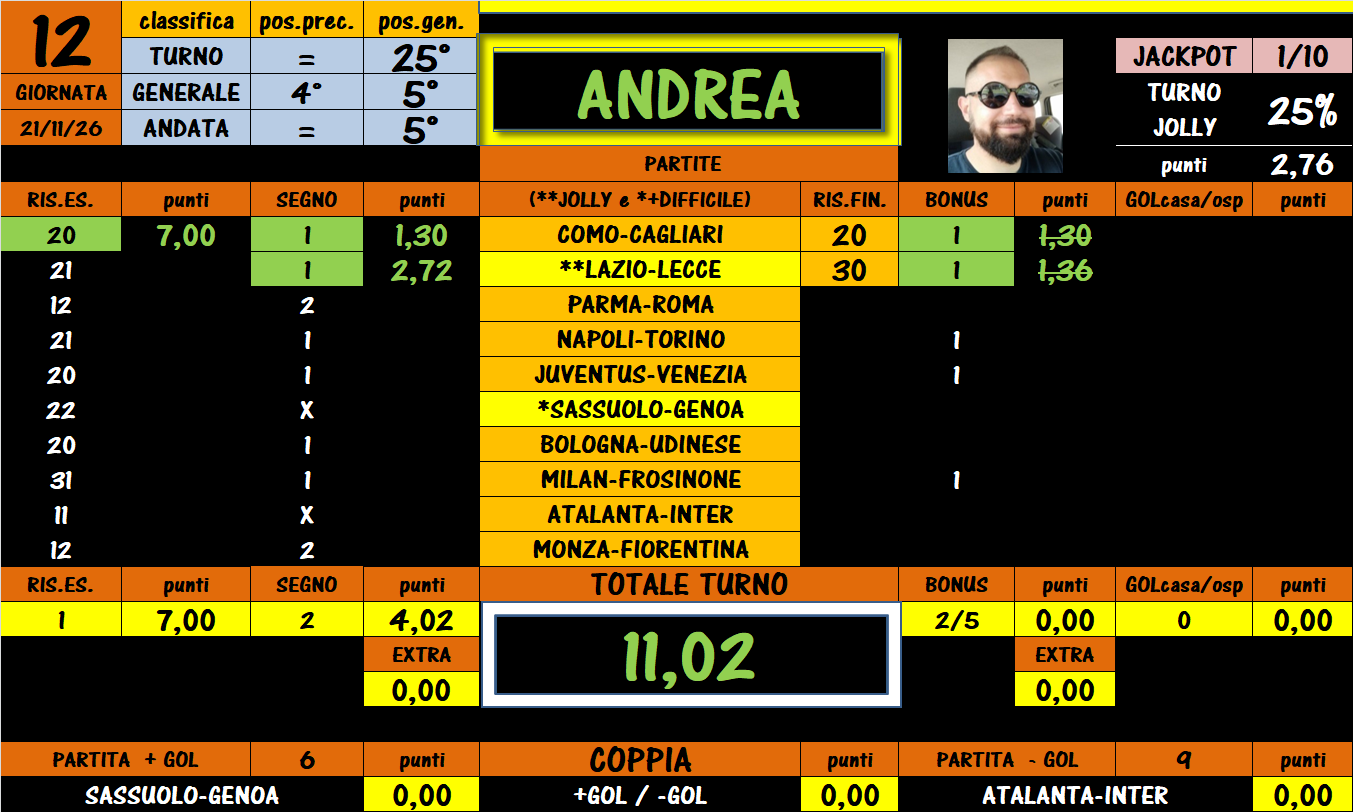 12 classifica pos.prec. pos.gen.
TURNO = 25° ANDREA JACKPOT 1/10
GIORNATA GENERALE 4° 5° TURNO JOLLY 25%
21/11/26 ANDATA = 5°
PARTITE punti 2,76
RIS.ES. punti SEGNO punti (**JOLLY e *+DIFFICILE) RIS.FIN. BONUS punti GOLcasa/osp punti
20 7,00 1 1,30 COMO-CAGLIARI 20 1 1,30
21 1 2,72 **LAZIO-LECCE 30 1 1,36
12 2 PARMA-ROMA
21 1 NAPOLI-TORINO 1
20 1 JUVENTUS-VENEZIA 1
22 X *SASSUOLO-GENOA
20 1 BOLOGNA-UDINESE
31 1 MILAN-FROSINONE 1
11 X ATALANTA-INTER
12 2 MONZA-FIORENTINA
RIS.ES. punti SEGNO punti TOTALE TURNO BONUS punti GOLcasa/osp punti
1 7,00 2 4,02 11,02 2/5 0,00 0 0,00
EXTRA EXTRA
0,00 0,00
PARTITA + GOL 6 punti COPPIA punti PARTITA - GOL 9 punti
SASSUOLO-GENOA 0,00 +GOL / -GOL 0,00 ATALANTA-INTER 0,00